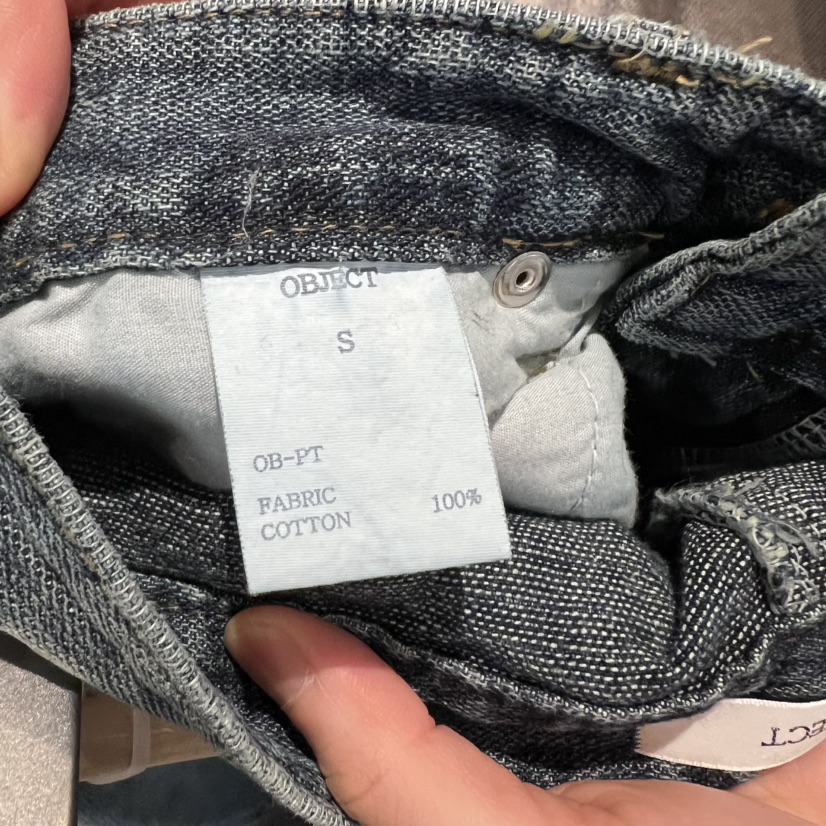 OBJECT
S
OB-PT
FABRIC
COTTON 100%